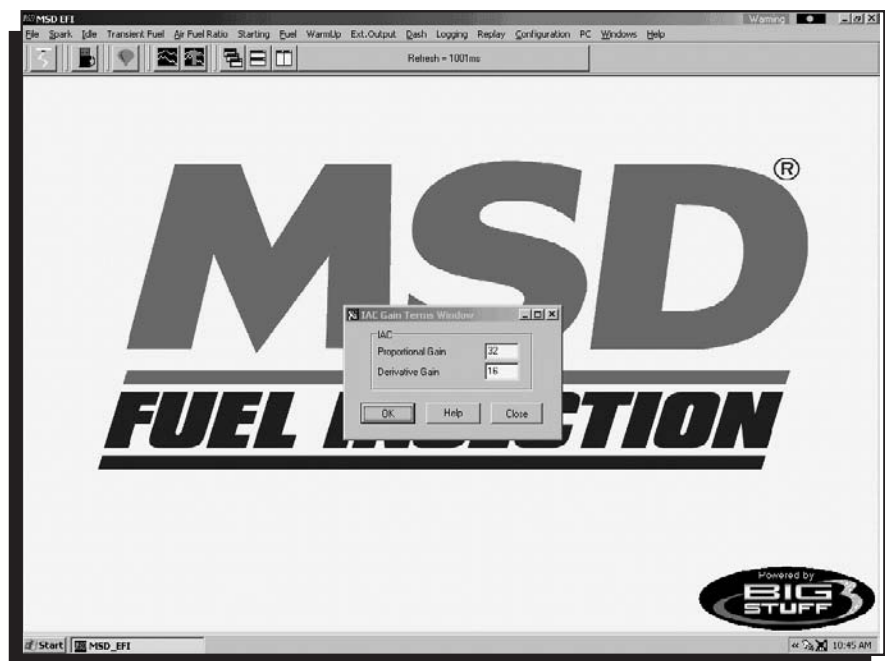 MSD EFI
Warning
File Spark Idle Transient Fuel Air Fuel Ratio Starting Fuel WarmUp Ext.Output Dash Logging Replay Configuration PC Windows Help
Refresh = 1001ms
MSD®
FUEL INJECTION
IAC Gain Terms Window
IAC
Proportional Gain 32
Derivative Gain 16
OK Help Close
Powered by
BIG
STUFF 3
Start MSD_EFI « 10:45 AM